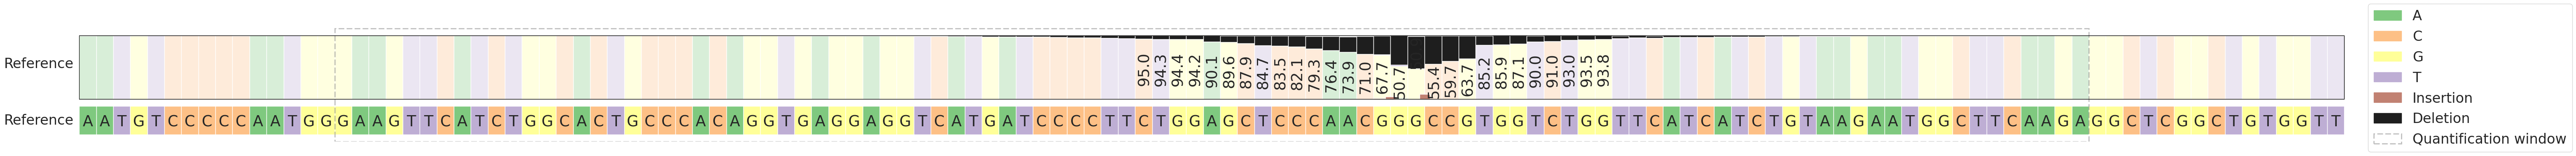 95.0 94.3 94.4 94.2 90.1 89.6 87.9 84.7 83.5 82.1 79.3 76.4 73.9 71.0 67.7 50.7 55.4 59.7 63.7 85.2 85.9 87.1 90.0 91.0 93.0 93.5 93.8
Reference
Reference A A T G T C C C C C A A T G G G A A G T T C A T C T G G C A C T G C C C A C A G G T G A G G A G G T C A T G A T C C C C T T C T G G A G C T C C C A A C G G G C C G T G G T C T G G T T C A T C A T C T G T A A G A A T G G C T T C A A G A G G C T C G G C T G T G G T T
A
C
G
T
Insertion
Deletion
Quantification window